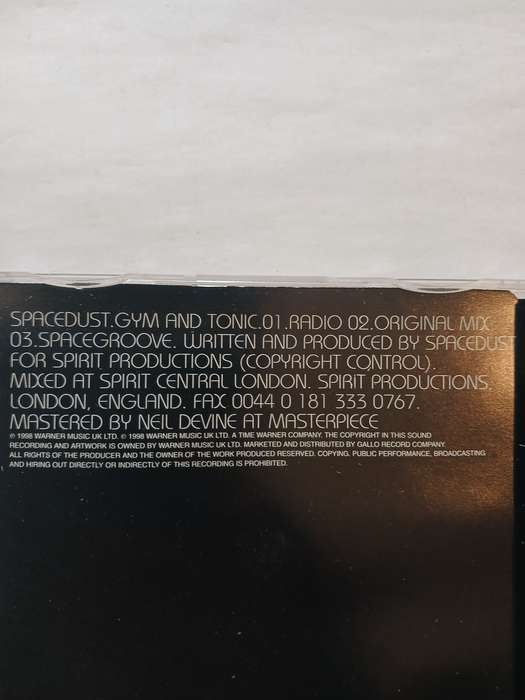 SPACEDUST.GYM AND TONIC.01.RADIO 02.ORIGINAL MIX.
03.SPACEGROOVE. WRITTEN AND PRODUCED BY SPACEDUST
FOR SPIRIT PRODUCTIONS (COPYRIGHT CONTROL).
MIXED AT SPIRIT CENTRAL LONDON. SPIRIT PRODUCTIONS.
LONDON, ENGLAND. FAX 0044 0 181 333 0767.
MASTERED BY NEIL DEVINE AT MASTERPIECE
℗ 1998 WARNER MUSIC UK LTD. © 1998 WARNER MUSIC UK LTD. A TIME WARNER COMPANY, THE COPYRIGHT IN THIS SOUND
RECORDING AND ARTWORK IS OWNED BY WARNER MUSIC UK LTD. MARKETED AND DISTRIBUTED BY GALLO RECORD COMPANY.
ALL RIGHTS OF THE PRODUCER AND THE OWNER OF THE WORK PRODUCED RESERVED. COPYING. PUBLIC PERFORMANCE, BROADCASTING
AND HIRING OUT DIRECTLY OR INDIRECTLY OF THIS RECORDING IS PROHIBITED.